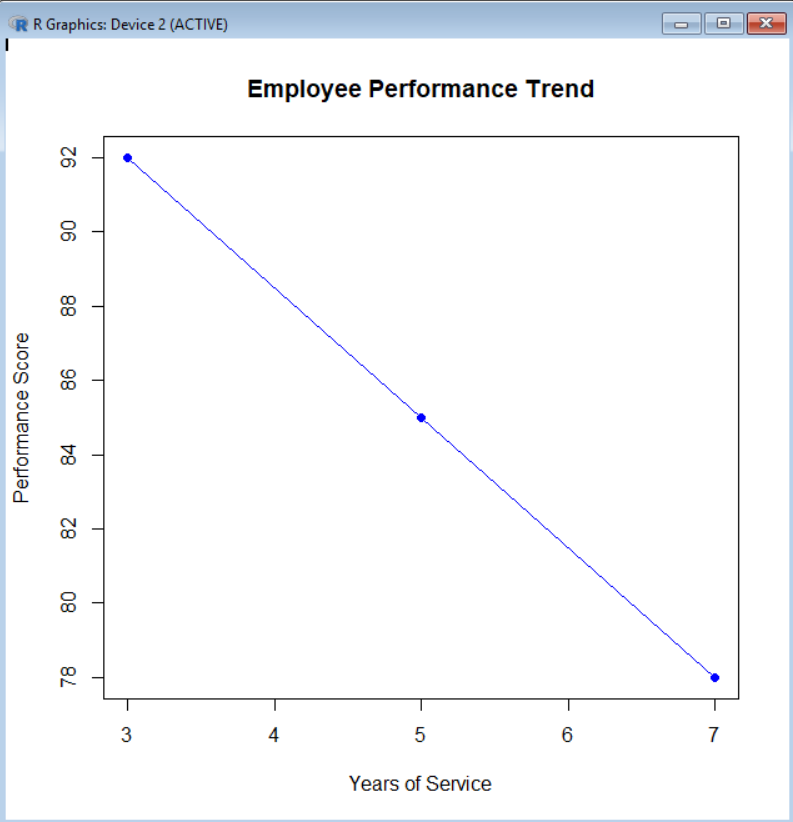 R Graphics: Device 2 (ACTIVE)
Employee Performance Trend
Performance Score
92
90
88
86
84
82
80
78
3 4 5 6 7
Years of Service